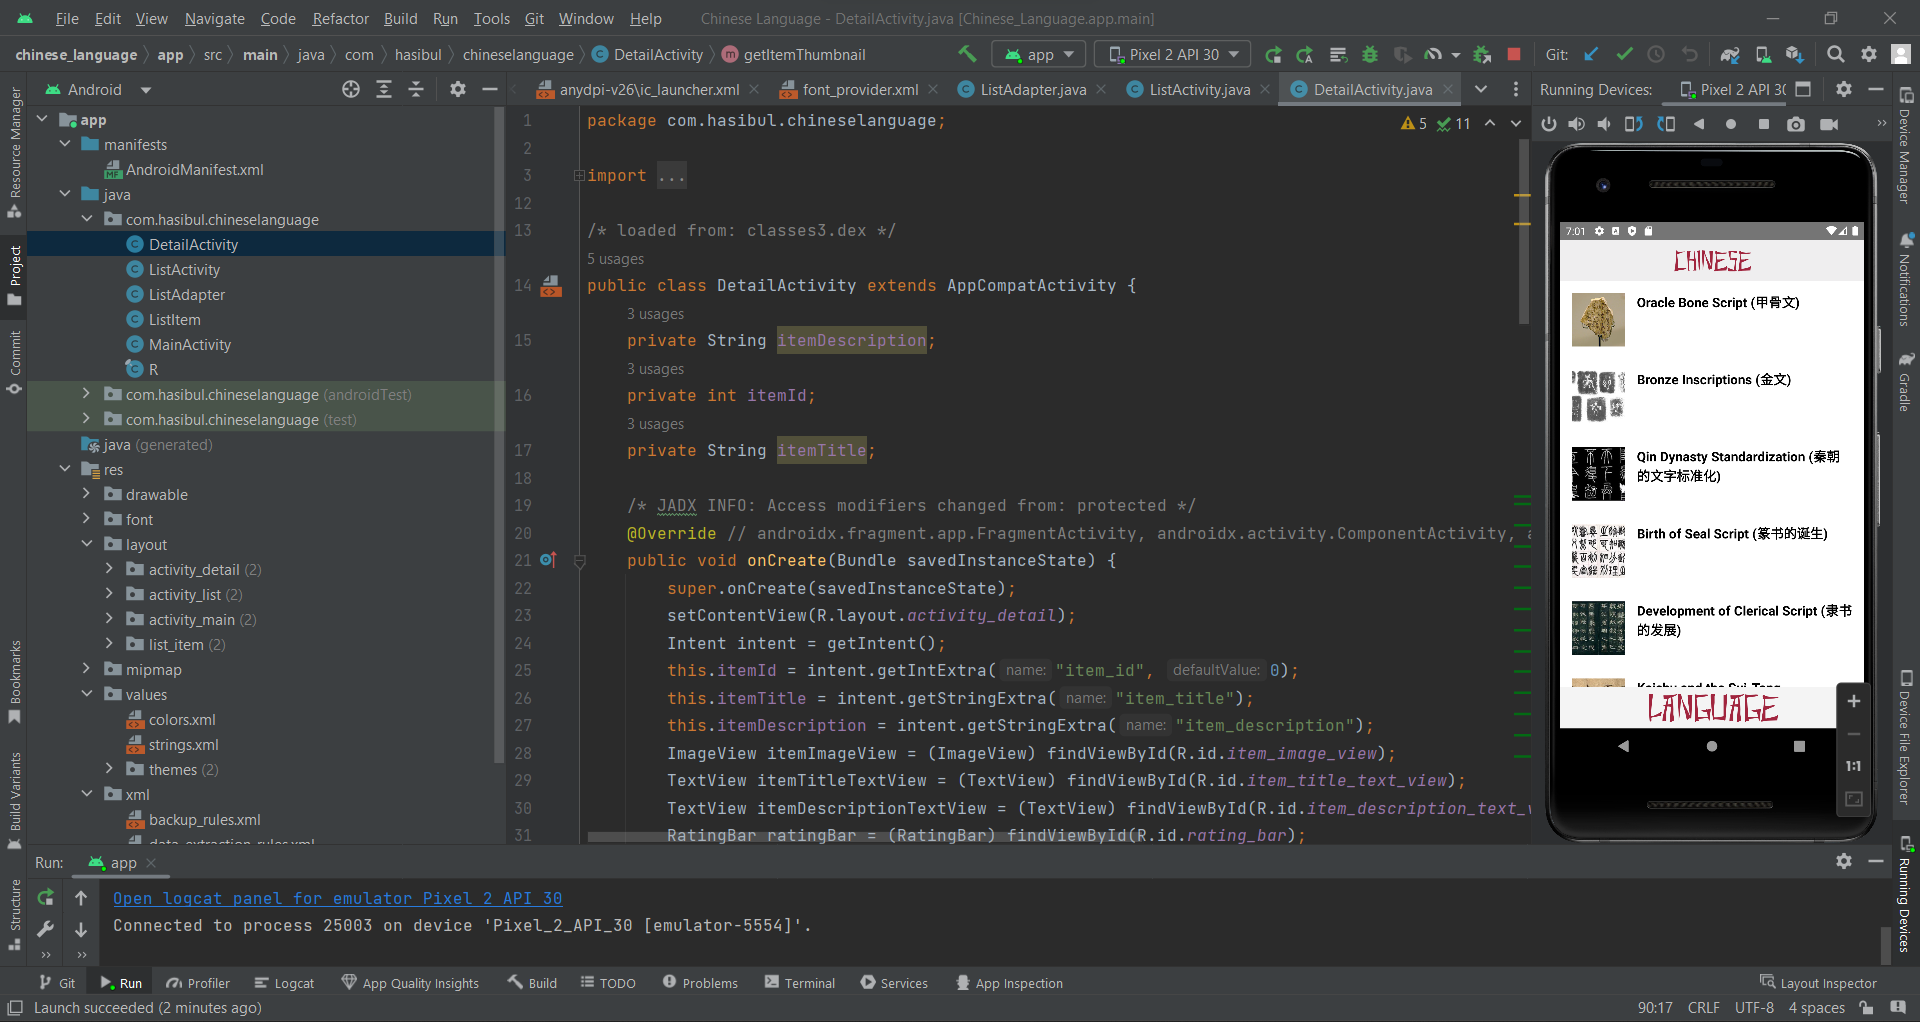 File Edit View Navigate Code Refactor Build Run Tools Git Window Help Chinese Language - DetailActivity.java [Chinese_Language.app.main]
chinese_language app src main java com hasibul chineselanguage DetailActivity getItemThumbnail app Pixel 2 API 30 Git:
Android
anydpi-v26\ic_launcher.xml font_provider.xml ListAdapter.java ListActivity.java DetailActivity.java
Running Devices: Pixel 2 API 30
Resource Manager
Project
Commit
Bookmarks
Build Variants
Structure
app
manifests
AndroidManifest.xml
java
com.hasibul.chineselanguage
DetailActivity
ListActivity
ListAdapter
ListItem
MainActivity
R
com.hasibul.chineselanguage (androidTest)
com.hasibul.chineselanguage (test)
java (generated)
res
drawable
font
layout
activity_detail (2)
activity_list (2)
activity_main (2)
list_item (2)
mipmap
values
colors.xml
strings.xml
themes (2)
xml
backup_rules.xml
data_extraction_rules.xml
5 11
1 package com.hasibul.chineselanguage;
2
3 import ...
12
13 /* loaded from: classes3.dex */
5 usages
14 public class DetailActivity extends AppCompatActivity {
3 usages
15 private String itemDescription;
3 usages
16 private int itemId;
3 usages
17 private String itemTitle;
18
19 /* JADX INFO: Access modifiers changed from: protected */
20 @Override // androidx.fragment.app.FragmentActivity, androidx.activity.ComponentActivity, a
21 public void onCreate(Bundle savedInstanceState) {
22 super.onCreate(savedInstanceState);
23 setContentView(R.layout.activity_detail);
24 Intent intent = getIntent();
25 this.itemId = intent.getIntExtra( name: "item_id", defaultValue: 0);
26 this.itemTitle = intent.getStringExtra( name: "item_title");
27 this.itemDescription = intent.getStringExtra( name: "item_description");
28 ImageView itemImageView = (ImageView) findViewById(R.id.item_image_view);
29 TextView itemTitleTextView = (TextView) findViewById(R.id.item_title_text_view);
30 TextView itemDescriptionTextView = (TextView) findViewById(R.id.item_description_text_v
31 RatingBar ratingBar = (RatingBar) findViewById(R.id.rating_bar);
7:01
CHINESE
Oracle Bone Script (甲骨文)
Bronze Inscriptions (金文)
Qin Dynasty Standardization (秦朝
的文字标准化)
Birth of Seal Script (篆书的诞生)
Development of Clerical Script (隶书
的发展)
LANGUAGE
1:1
Device Manager
Notifications
Gradle
Device File Explorer
Running Devices
Run: app
Open logcat panel for emulator Pixel 2 API 30
Connected to process 25003 on device 'Pixel_2_API_30 [emulator-5554]'.
Git Run Profiler Logcat App Quality Insights Build TODO Problems Terminal Services App Inspection Layout Inspector
Launch succeeded (2 minutes ago) 90:17 CRLF UTF-8 4 spaces